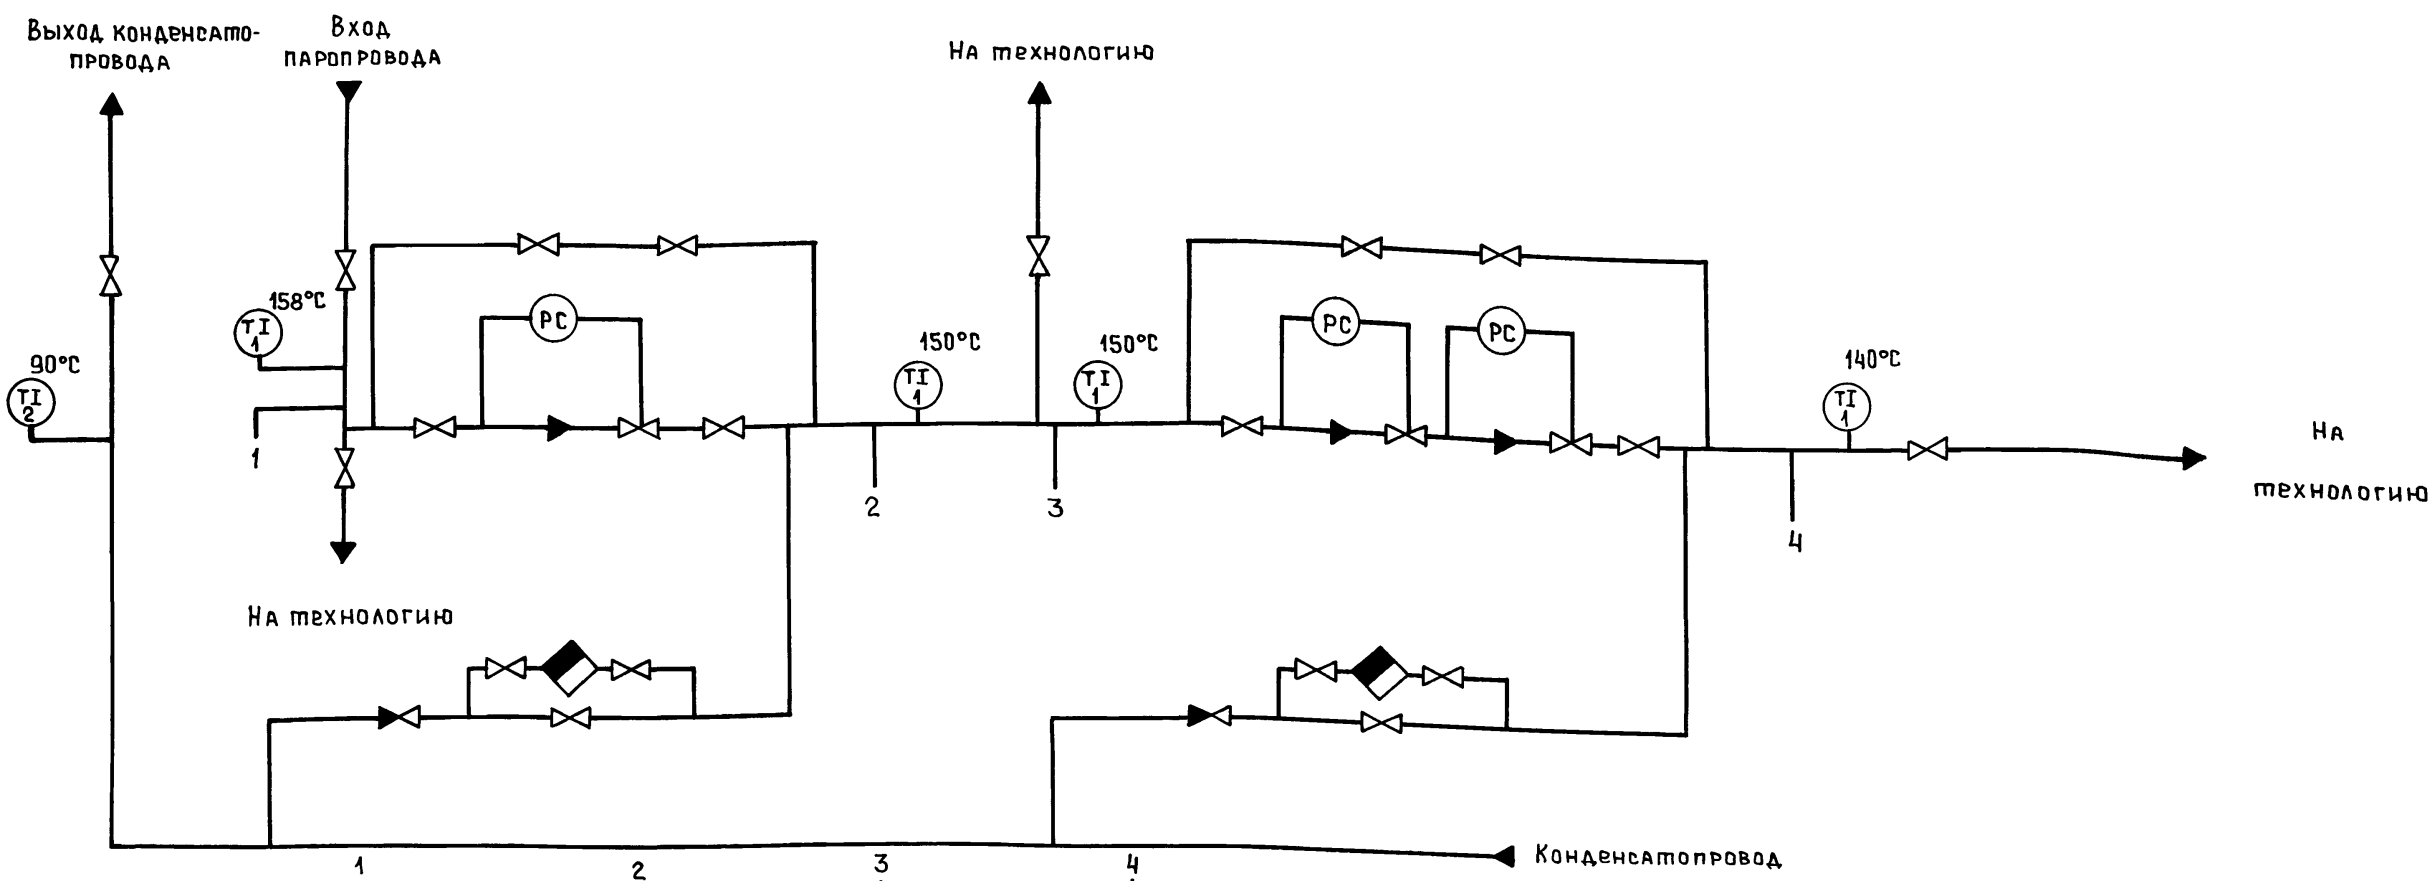 Выход конденсато-
провода
Вход
паропровода
На технологию
158°C
TI
1
90°C
TI
2
1
PC
150°C
TI
1
150°C
TI
1
PC
PC
140°C
TI
1
На
технологию
2
3
4
На технологию
Конденсатопровод
1
2
3
4